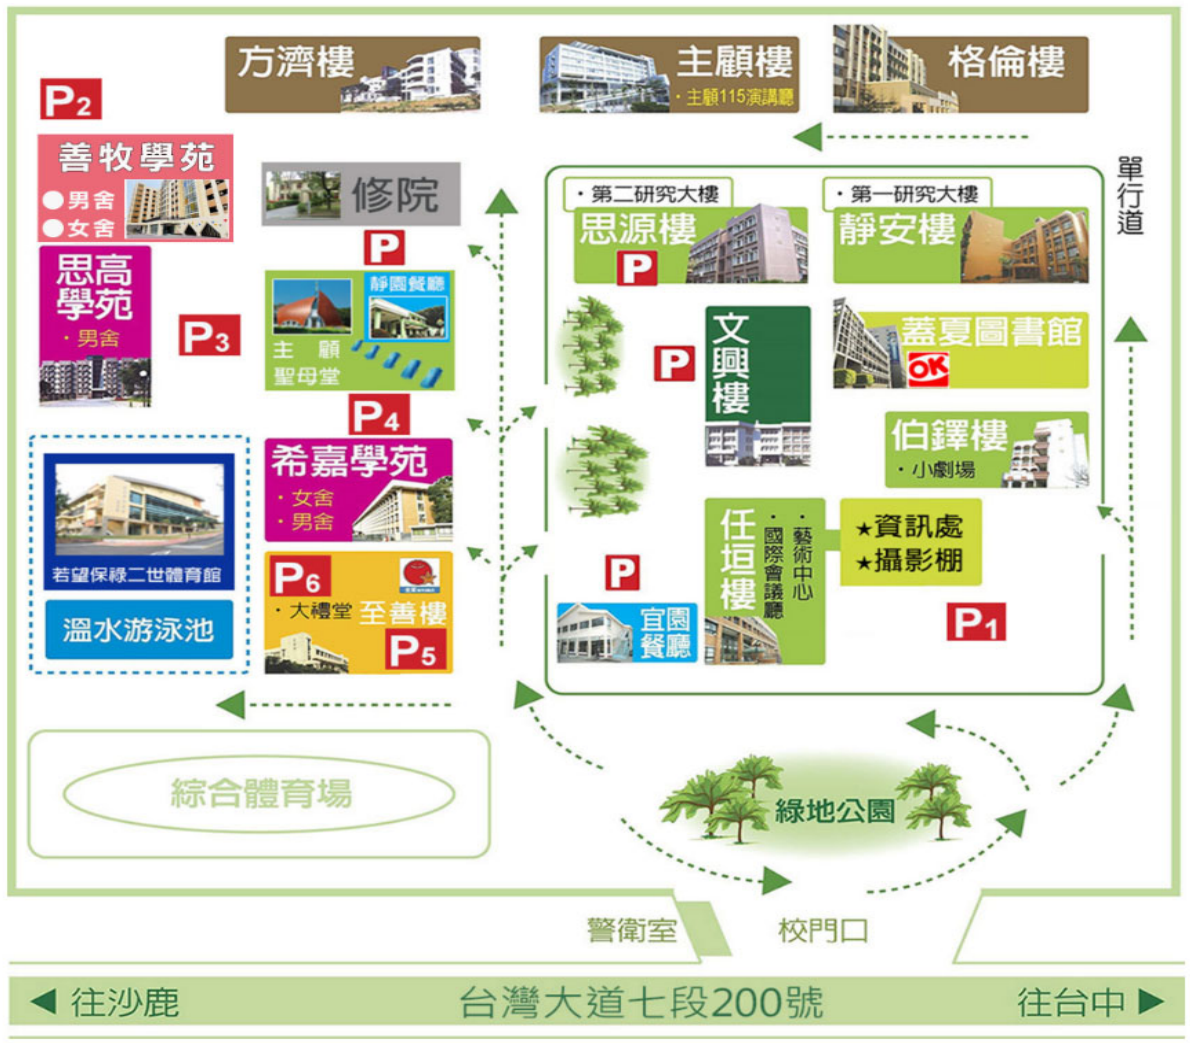 方濟樓
主顧樓
・主顧115演講廳
格倫樓
P2
善牧學苑
●男舍
●女舍
修院
單行道
・第二研究大樓
思源樓
P
・第一研究大樓
靜安樓
P
思高
學苑
・男舍
P3
靜園餐廳
主顧
聖母堂
P
文興樓
蓋夏圖書館
OK
P4
希嘉學苑
・女舍
・男舍
伯鐸樓
・小劇場
若望保祿二世體育館
溫水游泳池
P6
・大禮堂 至善樓
P5
P
宜園
餐廳
任垣樓
・藝術中心
・國際會議廳
★資訊處
★攝影棚
P1
綜合體育場
綠地公園
警衛室
校門口
◀ 往沙鹿
台灣大道七段200號
往台中 ▶